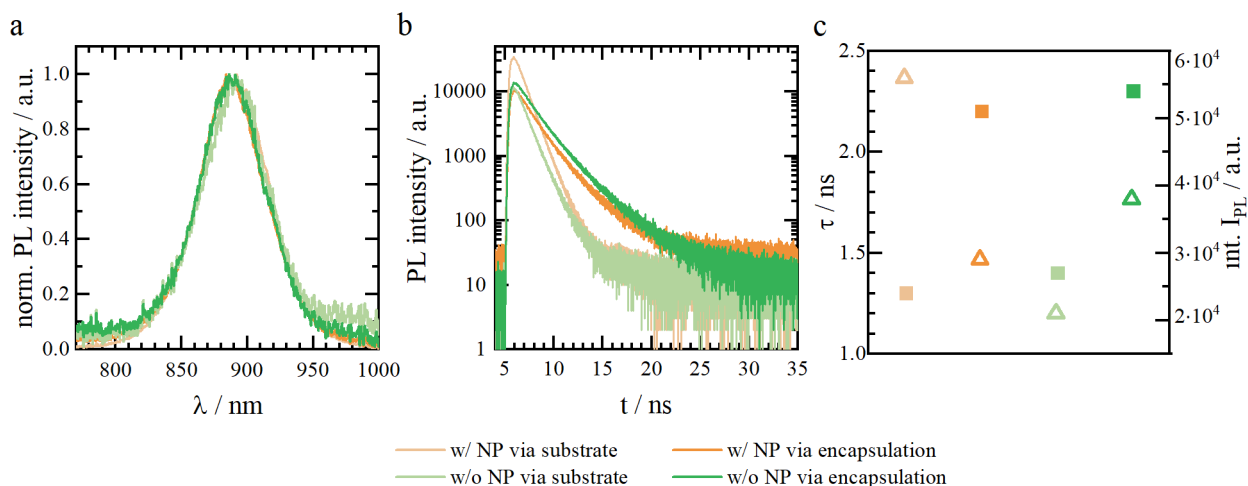 a
norm. PL intensity / a.u.
1.0
0.8
0.6
0.4
0.2
0.0
800
850
900
950
1000
λ / nm
b
PL intensity / a.u.
10000
1000
100
10
1
5
10
15
20
25
30
35
t / ns
c
τ / ns
2.5
2.0
1.5
1.0
6·10⁴
5·10⁴
4·10⁴
3·10⁴
2·10⁴
int. I_PL / a.u.
w/ NP via substrate
w/ NP via encapsulation
w/o NP via substrate
w/o NP via encapsulation